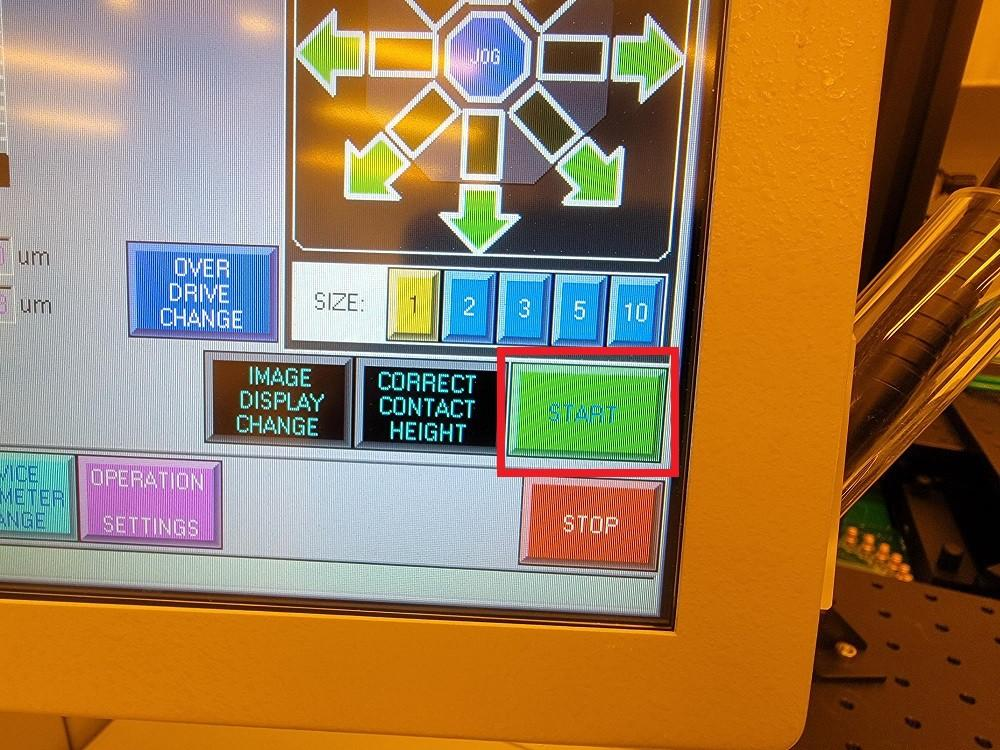 JOG
um
OVER
DRIVE
CHANGE
um
SIZE: 1 2 3 5 10
IMAGE
DISPLAY
CHANGE
CORRECT
CONTACT
HEIGHT
START
OPERATION
SETTINGS
STOP